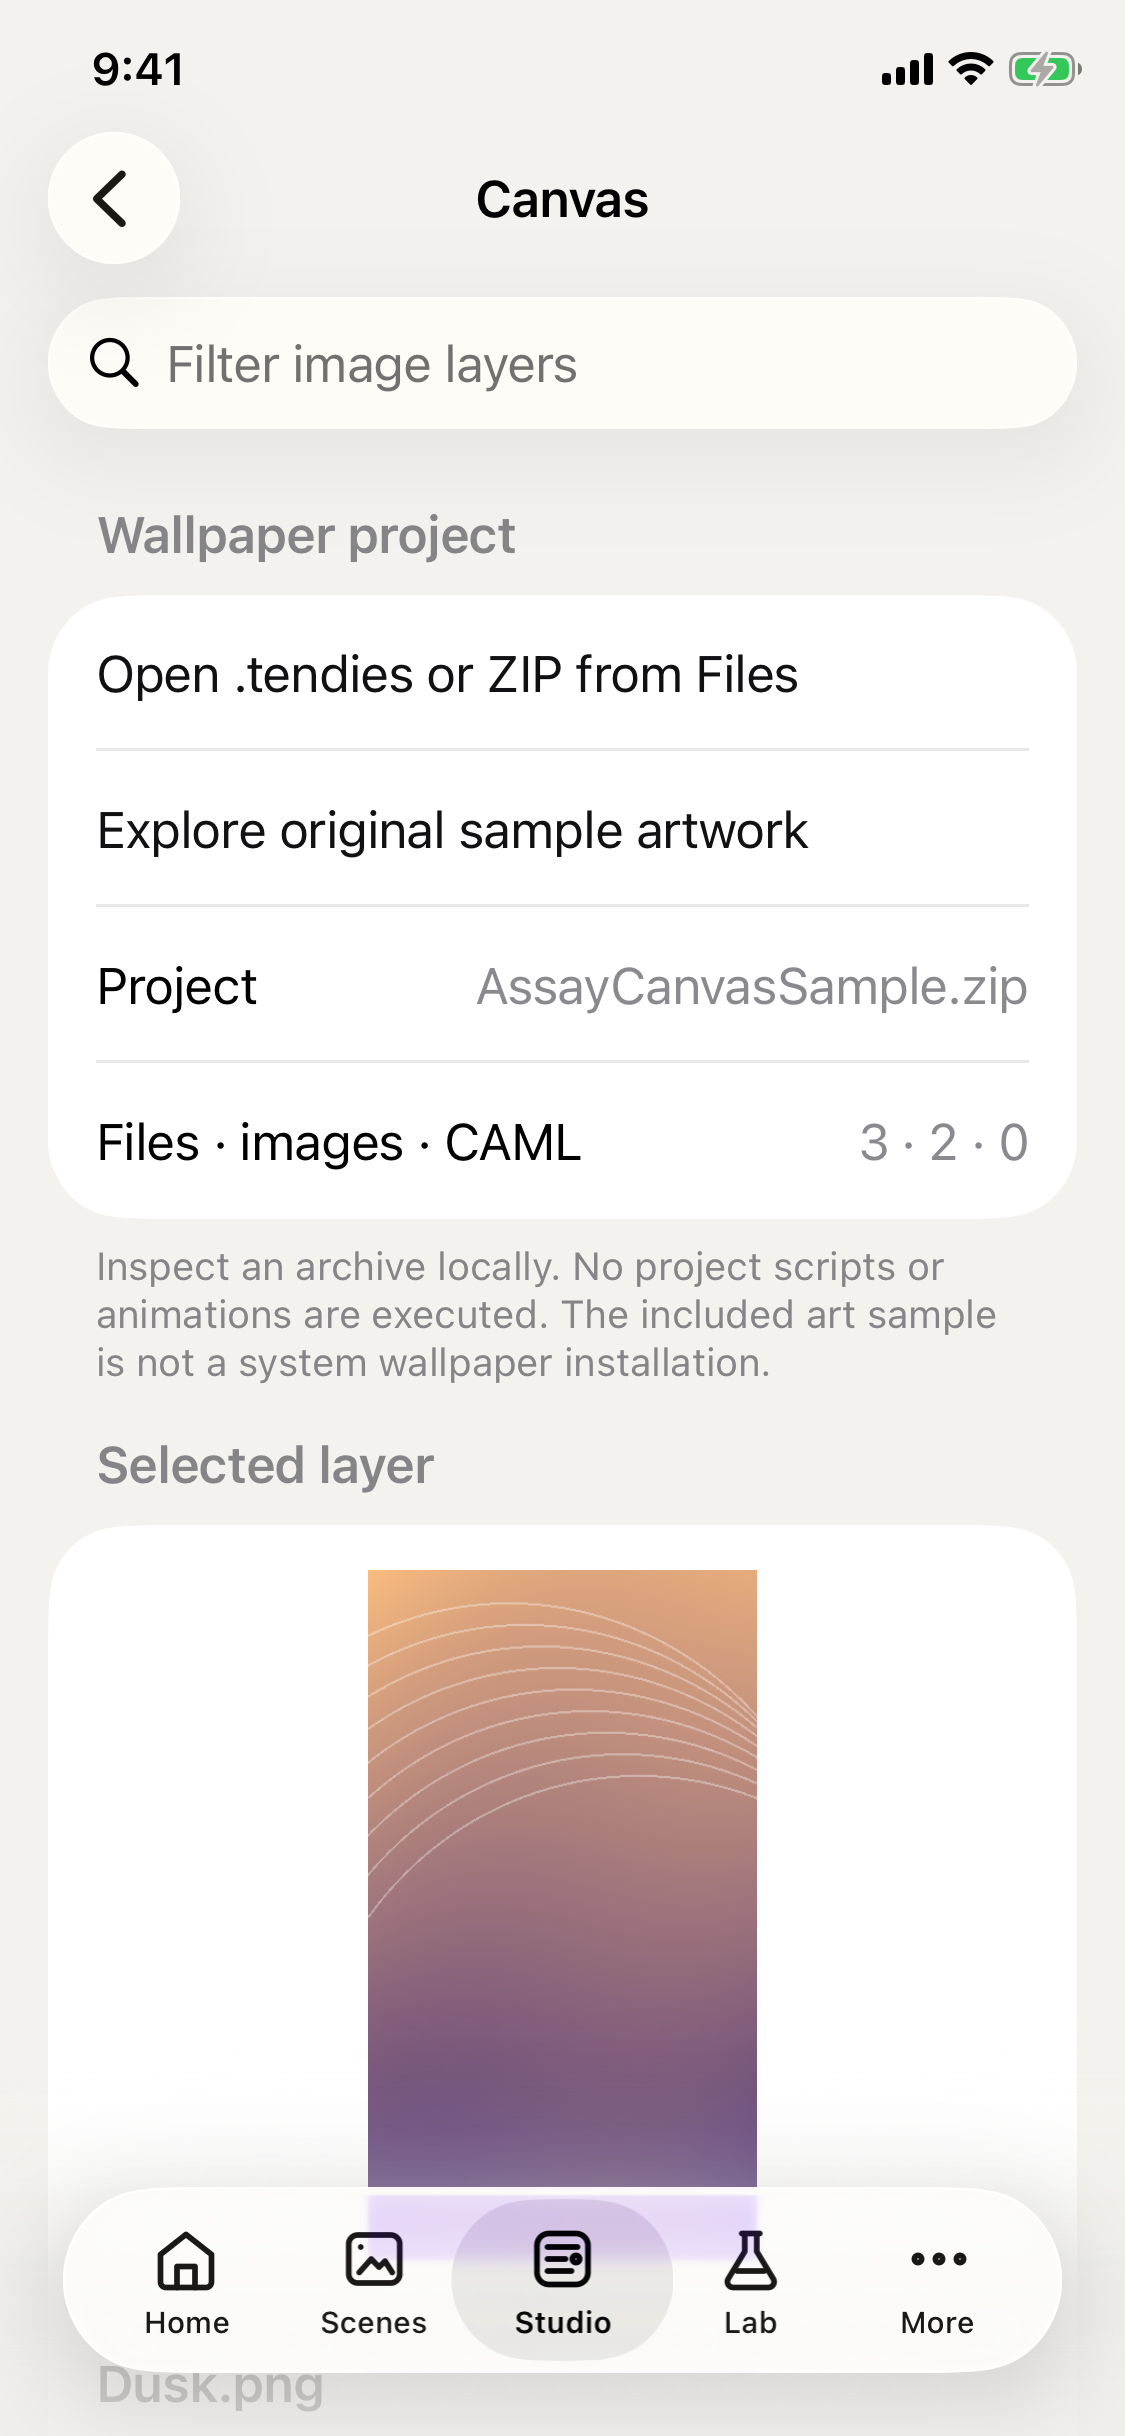 9:41
Canvas
Filter image layers
Wallpaper project
Open .tendies or ZIP from Files
Explore original sample artwork
Project AssayCanvasSample.zip
Files · images · CAML 3 · 2 · 0
Inspect an archive locally. No project scripts or
animations are executed. The included art sample
is not a system wallpaper installation.
Selected layer
Home Scenes Studio Lab More
Dusk.png